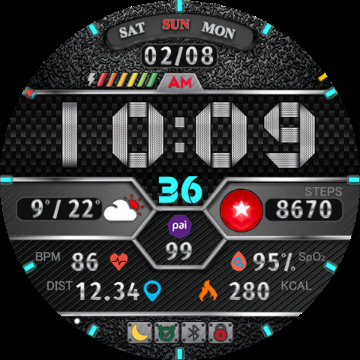 SAT SUN MON
02/08
AM
10:09
36
9°/22°
STEPS
8670
pai
99
BPM 86
95% SpO₂
DIST 12.34
280 KCAL